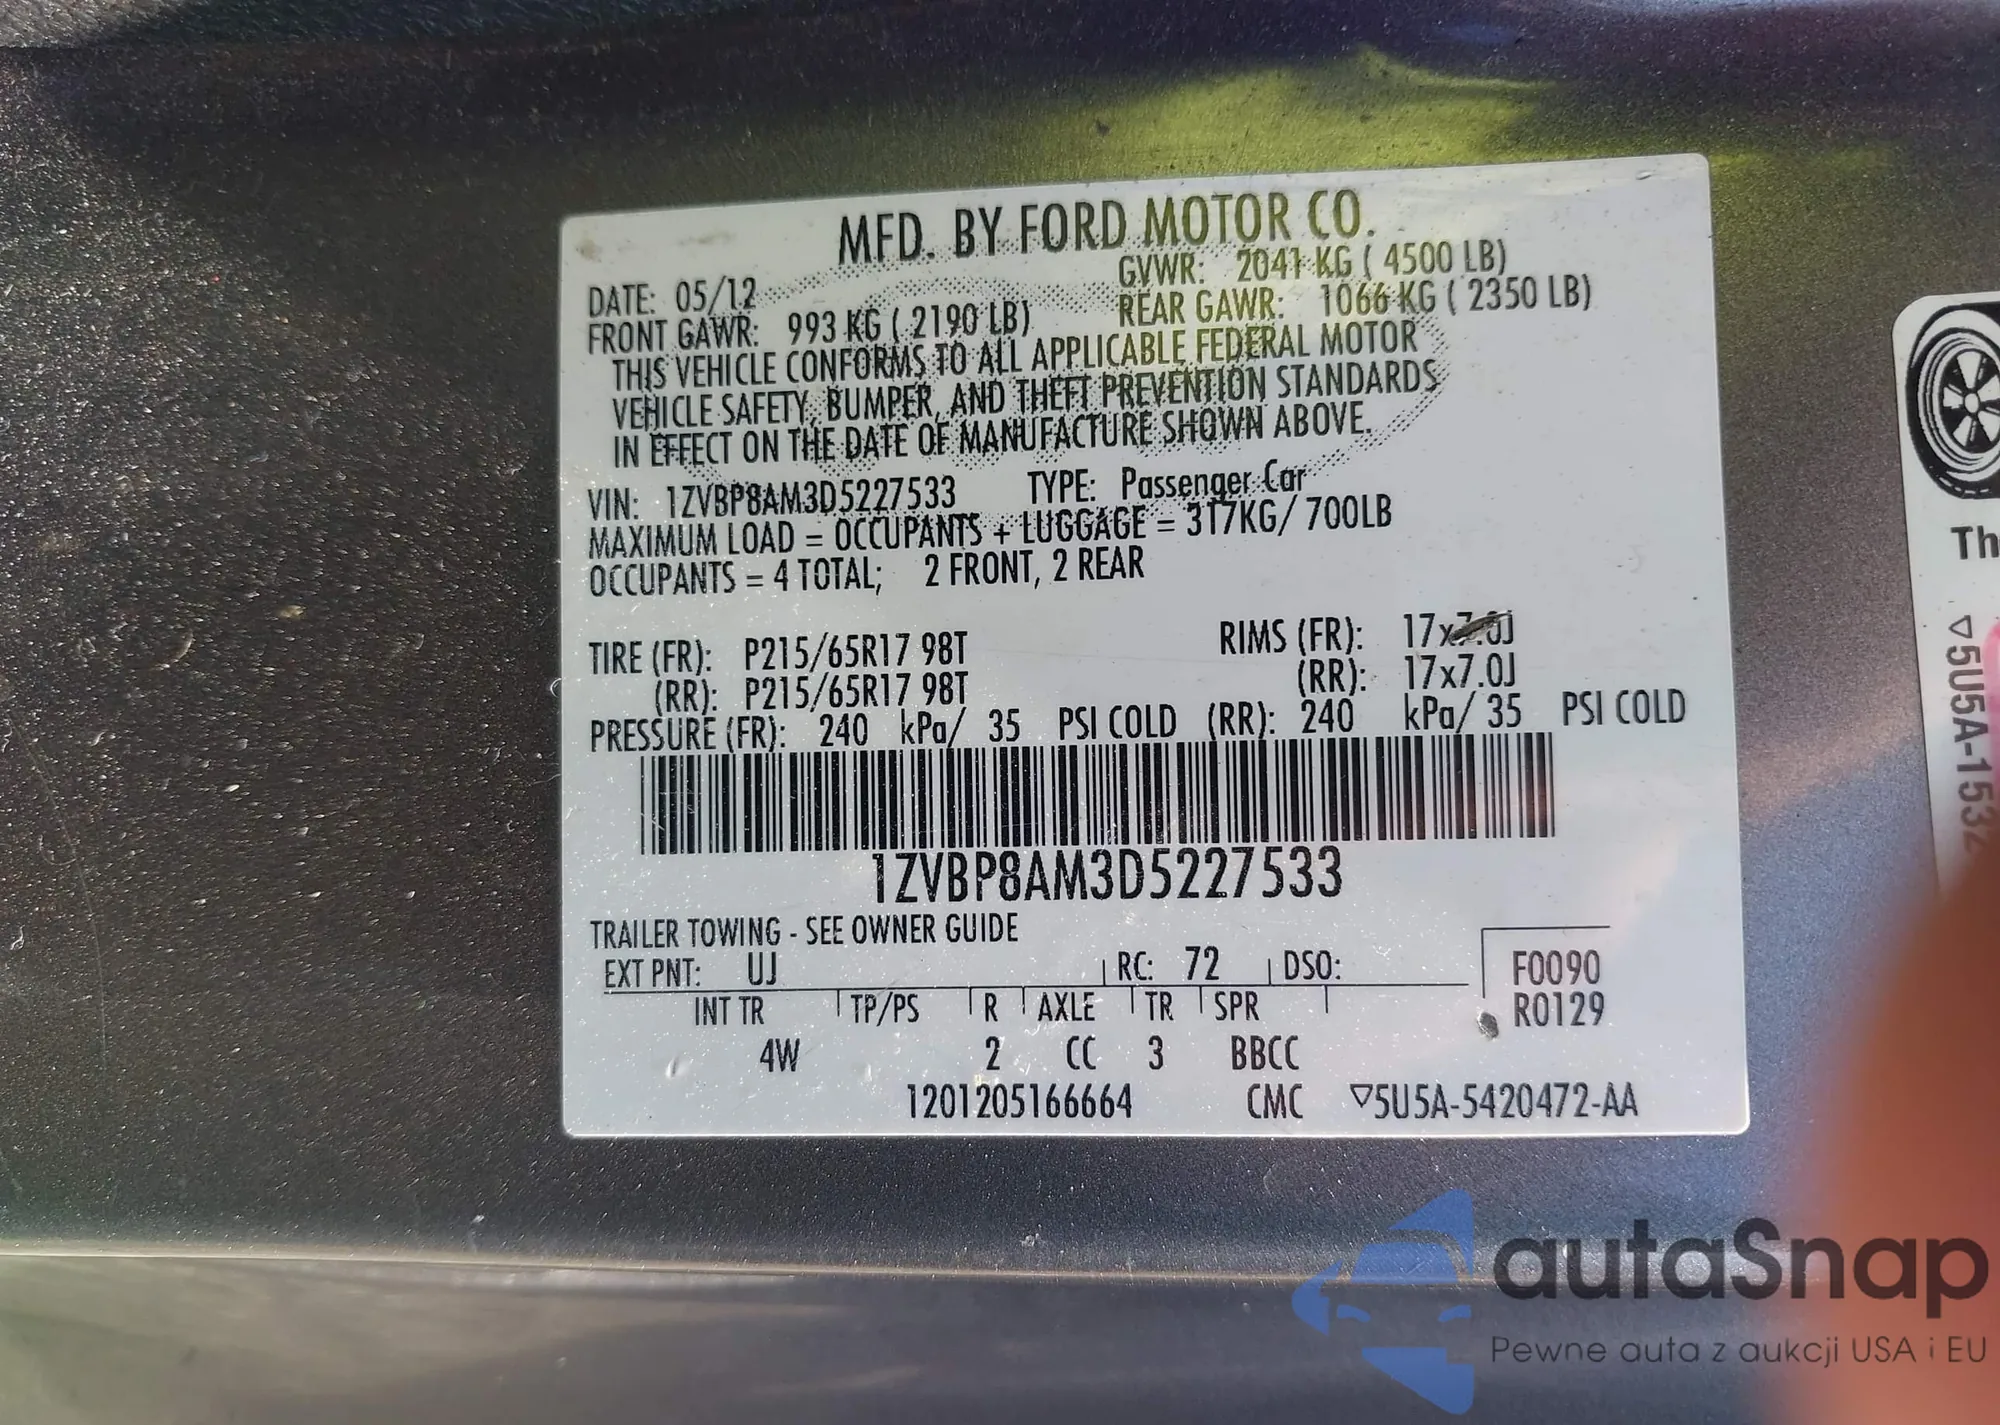 MFD. BY FORD MOTOR CO.
DATE: 05/12 GVWR: 2041 KG ( 4500 LB)
FRONT GAWR: 993 KG ( 2190 LB) REAR GAWR: 1066 KG ( 2350 LB)
THIS VEHICLE CONFORMS TO ALL APPLICABLE FEDERAL MOTOR
VEHICLE SAFETY, BUMPER, AND THEFT PREVENTION STANDARDS
IN EFFECT ON THE DATE OF MANUFACTURE SHOWN ABOVE.
VIN: 1ZVBP8AM3D5227533 TYPE: Passenger Car
MAXIMUM LOAD = OCCUPANTS + LUGGAGE = 317KG/ 700LB
OCCUPANTS = 4 TOTAL; 2 FRONT, 2 REAR
TIRE (FR): P215/65R17 98T RIMS (FR): 17x7.0J
(RR): P215/65R17 98T (RR): 17x7.0J
PRESSURE (FR): 240 kPa/ 35 PSI COLD (RR): 240 kPa/ 35 PSI COLD
1ZVBP8AM3D5227533
TRAILER TOWING - SEE OWNER GUIDE
EXT PNT: UJ RC: 72 DSO: F0090
INT TR TP/PS R AXLE TR SPR R0129
4W 2 CC 3 BBCC
1201205166664 CMC ▽5U5A-5420472-AA
Th
▽5U5A-1532
autaSnap
Pewne auta z aukcji USA i EU